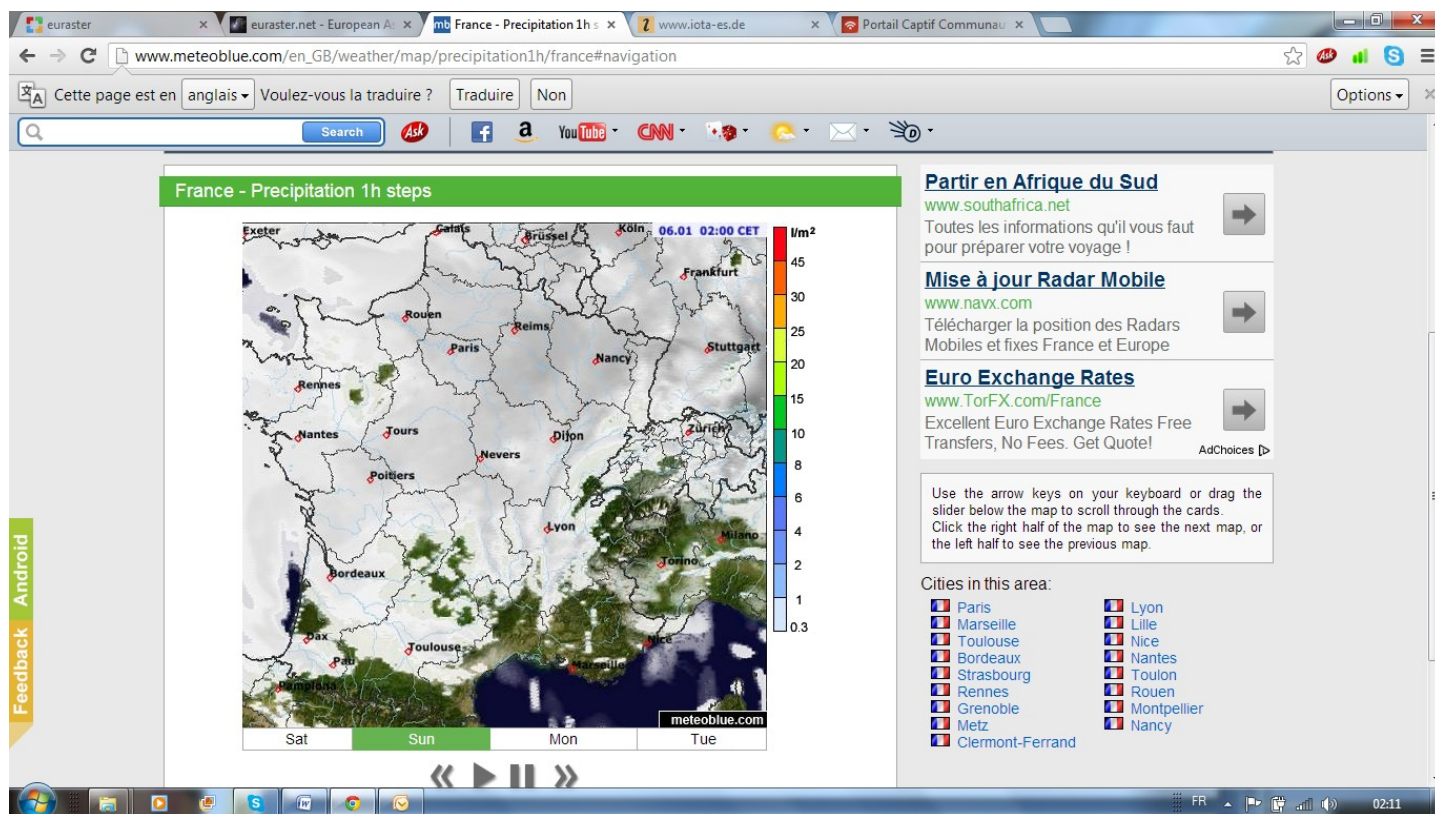 euraster
euraster.net - European As
France - Precipitation 1h s
www.iota-es.de
Portail Captif Communau
www.meteoblue.com/en_GB/weather/map/precipitation1h/france#navigation
Cette page est en anglais Voulez-vous la traduire ? Traduire Non Options
Search Ask YouTube CNN
France - Precipitation 1h steps
06.01 02:00 CET
Exeter
Calais
Brüssel
Köln
Frankfurt
Rouen
Reims
Paris
Nancy
Stuttgart
Rennes
Nantes
Tours
Dijon
Zürich
Nevers
Poitiers
Lyon
Milano
Torino
Bordeaux
Dax
Pau
Toulouse
Nice
Marseille
Pamplona
meteoblue.com
l/m²
45
30
25
20
15
10
8
6
4
2
1
0.3
Sat Sun Mon Tue
Partir en Afrique du Sud
www.southafrica.net
Toutes les informations qu'il vous faut
pour préparer votre voyage !
Mise à jour Radar Mobile
www.navx.com
Télécharger la position des Radars
Mobiles et fixes France et Europe
Euro Exchange Rates
www.TorFX.com/France
Excellent Euro Exchange Rates Free
Transfers, No Fees. Get Quote!
AdChoices
Use the arrow keys on your keyboard or drag the
slider below the map to scroll through the cards.
Click the right half of the map to see the next map, or
the left half to see the previous map.
Cities in this area:
Paris
Marseille
Toulouse
Bordeaux
Strasbourg
Rennes
Grenoble
Metz
Clermont-Ferrand
Lyon
Lille
Nice
Nantes
Toulon
Rouen
Montpellier
Nancy
Android
Feedback
FR 02:11